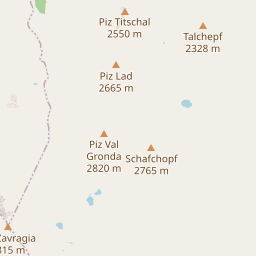 Piz Titschal
2550 m
Talchepf
2328 m
Piz Lad
2665 m
Piz Val
Gronda
2820 m
Schafchopf
2765 m